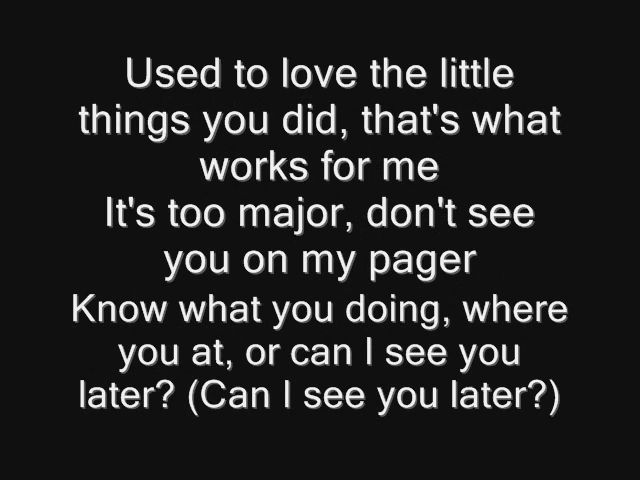 Used to love the little
things you did, that's what
works for me
It's too major, don't see
you on my pager
Know what you doing, where
you at, or can I see you
later? (Can I see you later?)